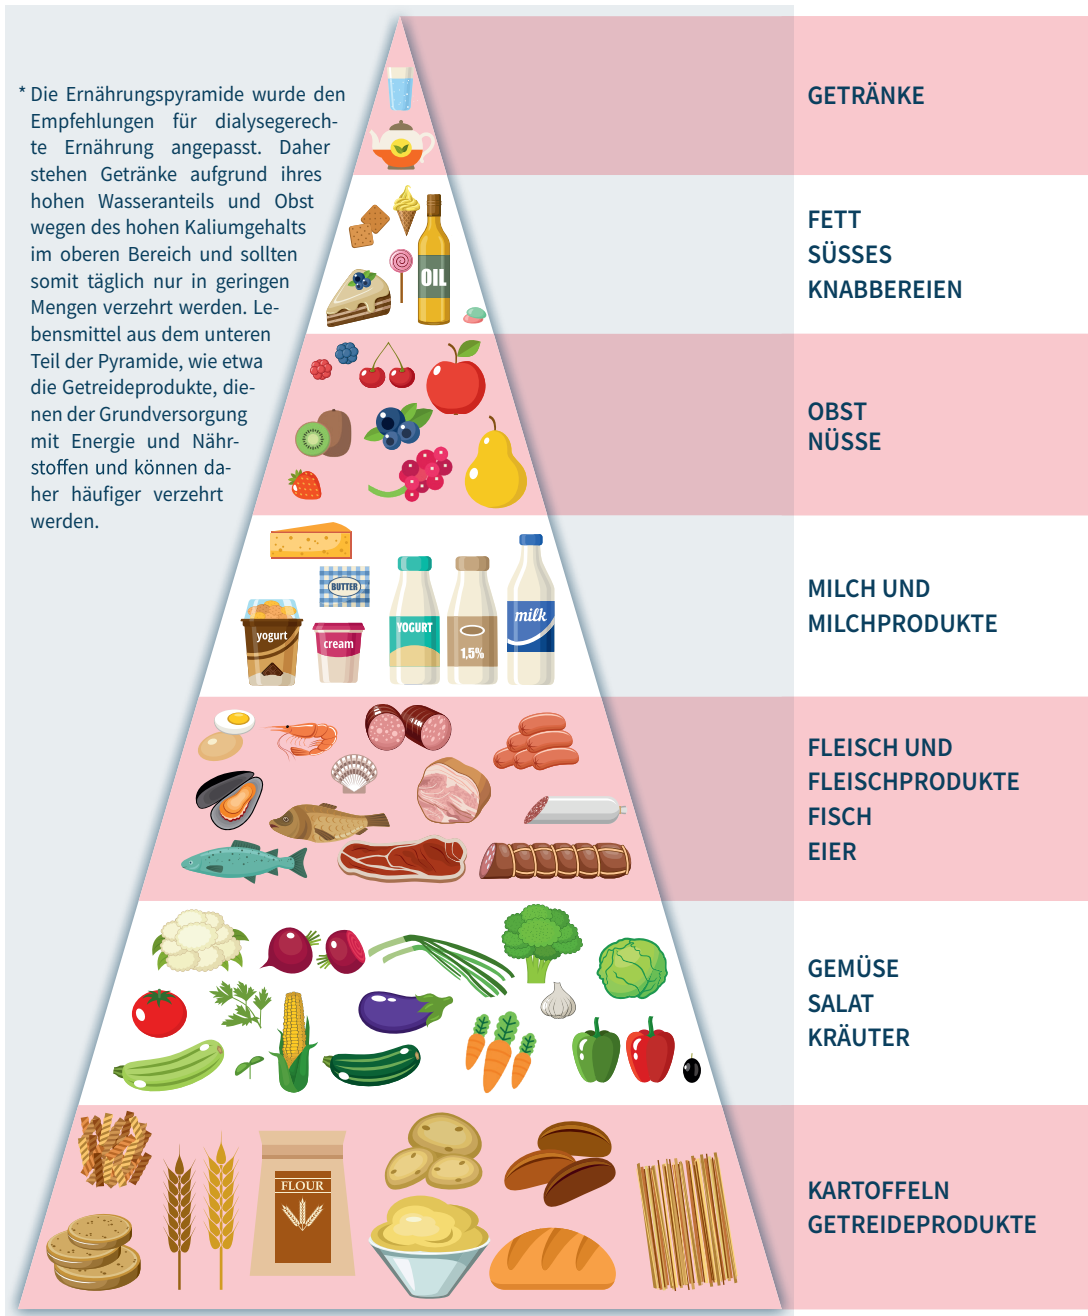 * Die Ernährungspyramide wurde den
Empfehlungen für dialysegerech-
te Ernährung angepasst. Daher
stehen Getränke aufgrund ihres
hohen Wasseranteils und Obst
wegen des hohen Kaliumgehalts
im oberen Bereich und sollten
somit täglich nur in geringen
Mengen verzehrt werden. Le-
bensmittel aus dem unteren
Teil der Pyramide, wie etwa
die Getreideprodukte, die-
nen der Grundversorgung
mit Energie und Nähr-
stoffen und können da-
her häufiger verzehrt
werden.
GETRÄNKE
OIL
FETT
SÜSSES
KNABBEREIEN
OBST
NÜSSE
BUTTER
yogurt
cream
YOGURT
1,5%
milk
MILCH UND
MILCHPRODUKTE
FLEISCH UND
FLEISCHPRODUKTE
FISCH
EIER
GEMÜSE
SALAT
KRÄUTER
FLOUR
KARTOFFELN
GETREIDEPRODUKTE